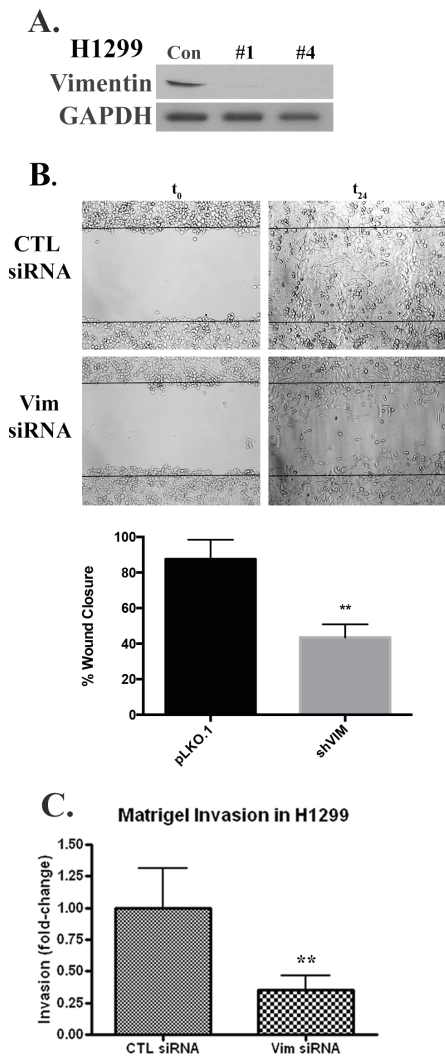 A.
H1299 Con #1 #4
Vimentin
GAPDH
B.
t0 t24
CTL
siRNA
Vim
siRNA
% Wound Closure
100
80
60
40
20
0
**
pLKO.1 shVIM
C.
Matrigel Invasion in H1299
Invasion (fold-change)
1.50
1.25
1.00
0.75
0.50
0.25
0.00
**
CTL siRNA Vim siRNA